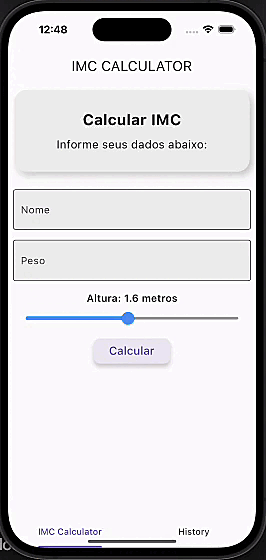 12:48
IMC CALCULATOR
Calcular IMC
Informe seus dados abaixo:
Nome
Peso
Altura: 1.6 metros
Calcular
IMC Calculator
History